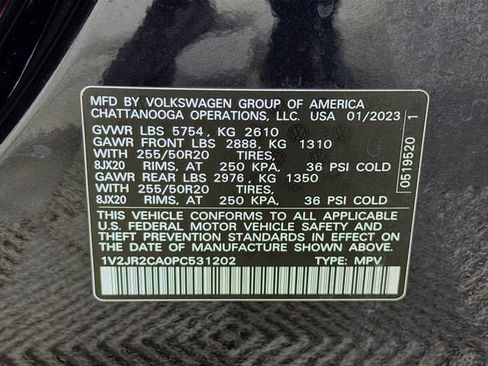 MFD. BY VOLKSWAGEN GROUP OF AMERICA
CHATTANOOGA OPERATIONS, LLC. USA 01/2023
GVWR LBS 5754, KG 2610
GAWR FRONT LBS 2888, KG 1310
WITH 255/50R20 TIRES,
8JX20 RIMS, AT 250 KPA, 36 PSI COLD
GAWR REAR LBS 2976, KG 1350
WITH 255/50R20 TIRES,
8JX20 RIMS, AT 250 KPA, 36 PSI COLD
THIS VEHICLE CONFORMS TO ALL APPLICABLE
U.S. FEDERAL MOTOR VEHICLE SAFETY
STANDARDS IN EFFECT ON
THE DATE OF MANUFACTURE SHOWN ABOVE.
1V2JR2CA0PC531202 TYPE: MPV
0519520 1